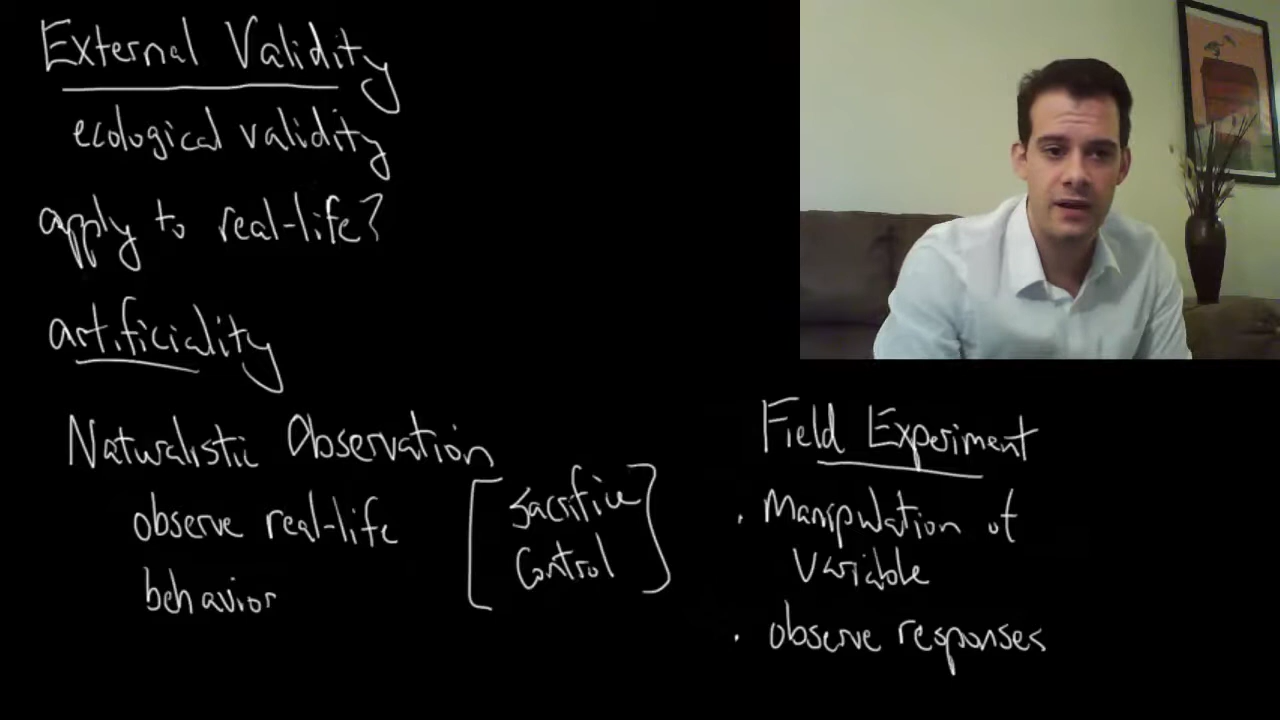 External Validity
ecological validity
apply to real-life?
artificiality
Naturalistic Observation
observe real-life
behavior
[sacrifice
control]
Field Experiment
· Manipulation of
variable
· observe responses